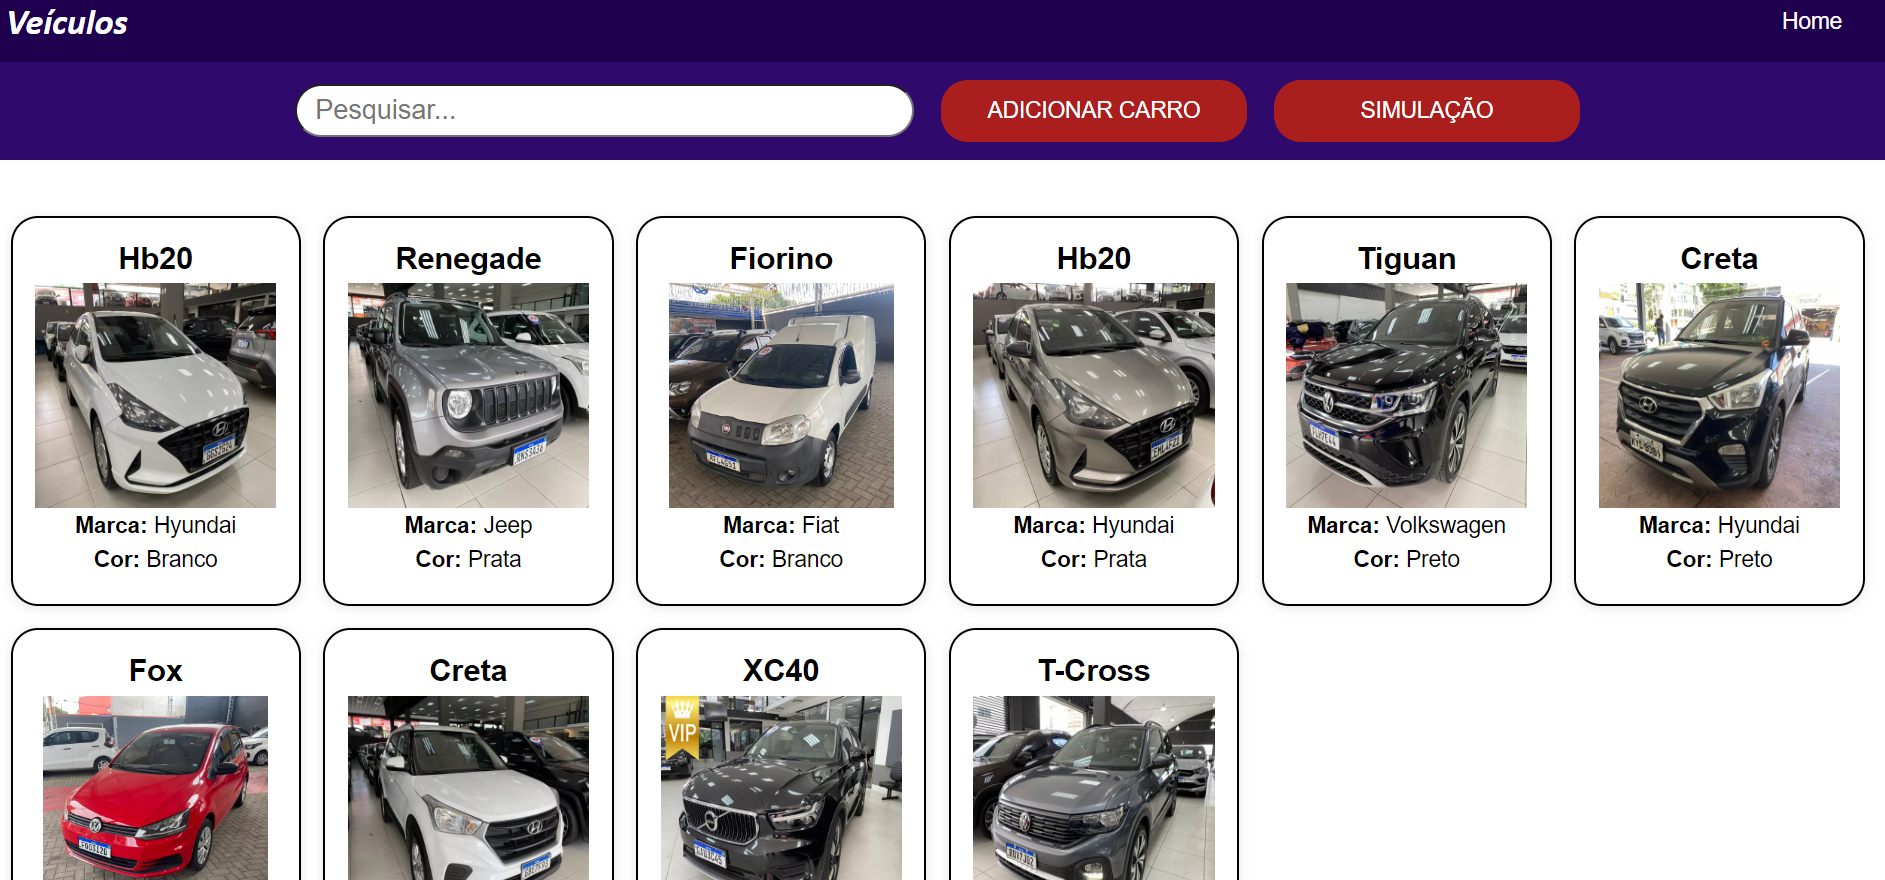 Veículos
Home
Pesquisar...
ADICIONAR CARRO
SIMULAÇÃO
Hb20
Renegade
Fiorino
Hb20
Tiguan
Creta
Marca: Hyundai
Cor: Branco
Marca: Jeep
Cor: Prata
Marca: Fiat
Cor: Branco
Marca: Hyundai
Cor: Prata
Marca: Volkswagen
Cor: Preto
Marca: Hyundai
Cor: Preto
Fox
Creta
XC40
T-Cross
VIP